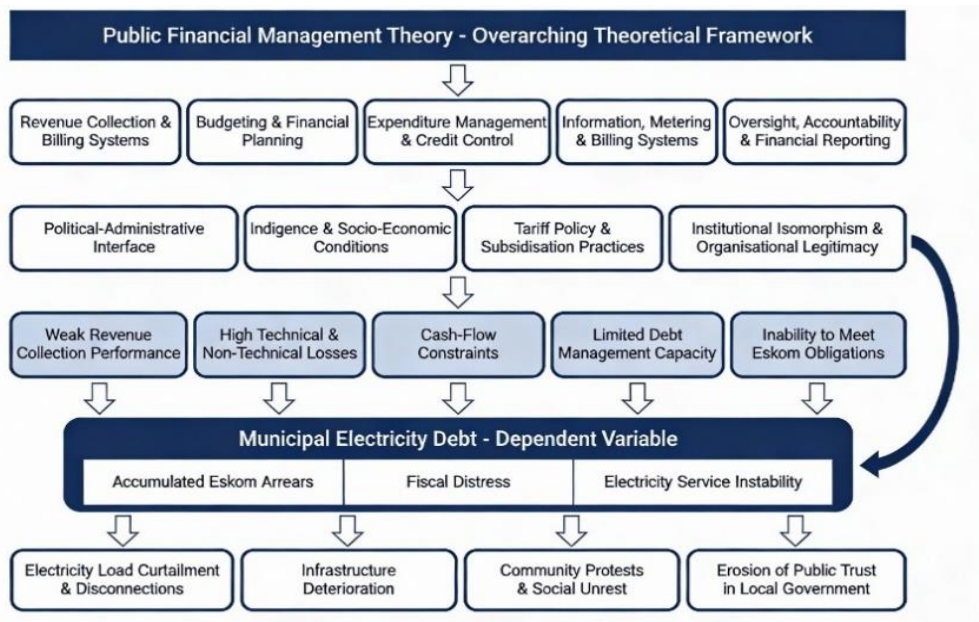 Public Financial Management Theory - Overarching Theoretical Framework
Revenue Collection &
Billing Systems
Budgeting & Financial
Planning
Expenditure Management
& Credit Control
Information, Metering
& Billing Systems
Oversight, Accountability
& Financial Reporting
Political-Administrative
Interface
Indigence & Socio-Economic
Conditions
Tariff Policy &
Subsidisation Practices
Institutional Isomorphism &
Organisational Legitimacy
Weak Revenue
Collection Performance
High Technical &
Non-Technical Losses
Cash-Flow
Constraints
Limited Debt
Management Capacity
Inability to Meet
Eskom Obligations
Municipal Electricity Debt - Dependent Variable
Accumulated Eskom Arrears
Fiscal Distress
Electricity Service Instability
Electricity Load Curtailment
& Disconnections
Infrastructure
Deterioration
Community Protests
& Social Unrest
Erosion of Public Trust
in Local Government